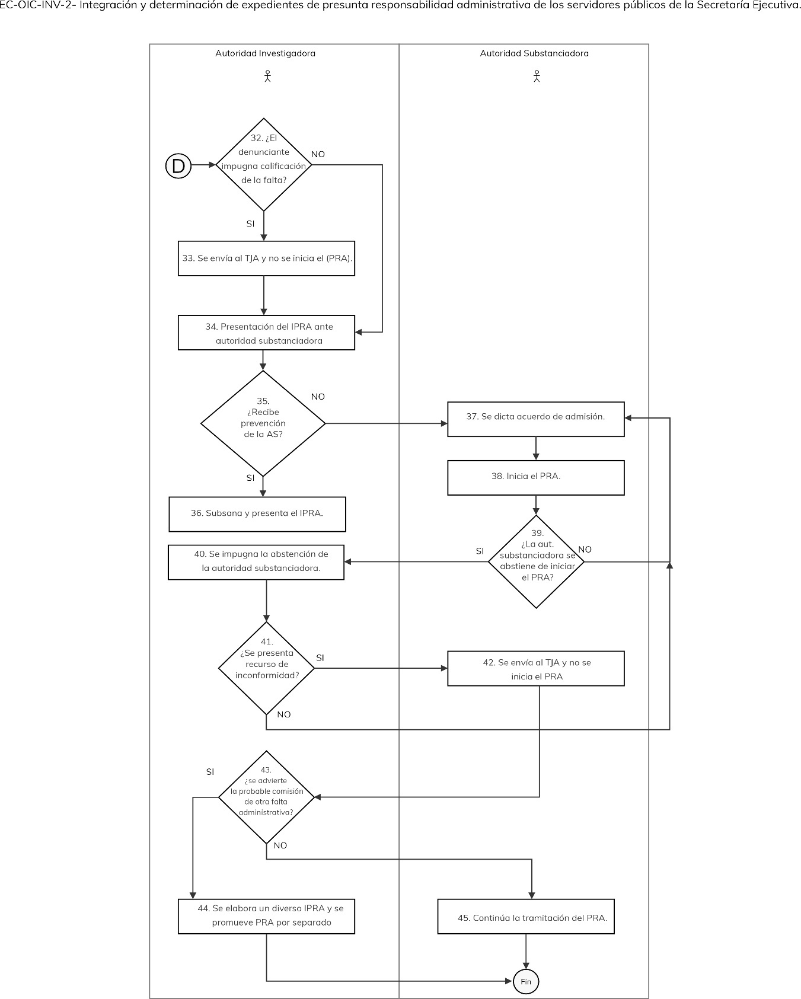 EC-OIC-INV-2- Integración y determinación de expedientes de presunta responsabilidad administrativa de los servidores públicos de la Secretaría Ejecutiva.
Autoridad Investigadora
Autoridad Substanciadora
32. ¿El
denunciante
impugna calificación
de la falta?
NO
D
SI
33. Se envía al TJA y no se inicia el (PRA).
34. Presentación del IPRA ante
autoridad substanciadora
35.
¿Recibe
prevención
de la AS?
NO
SI
37. Se dicta acuerdo de admisión.
38. Inicia el PRA.
36. Subsana y presenta el IPRA.
39.
¿La aut.
substanciadora se
abstiene de iniciar
el PRA?
SI
NO
40. Se impugna la abstención de
la autoridad substanciadora.
41.
¿Se presenta
recurso de
inconformidad?
SI
NO
42. Se envía al TJA y no se
inicia el PRA
43.
¿se advierte
la probable comisión
de otra falta
administrativa?
SI
NO
44. Se elabora un diverso IPRA y se
promueve PRA por separado
45. Continúa la tramitación del PRA.
Fin